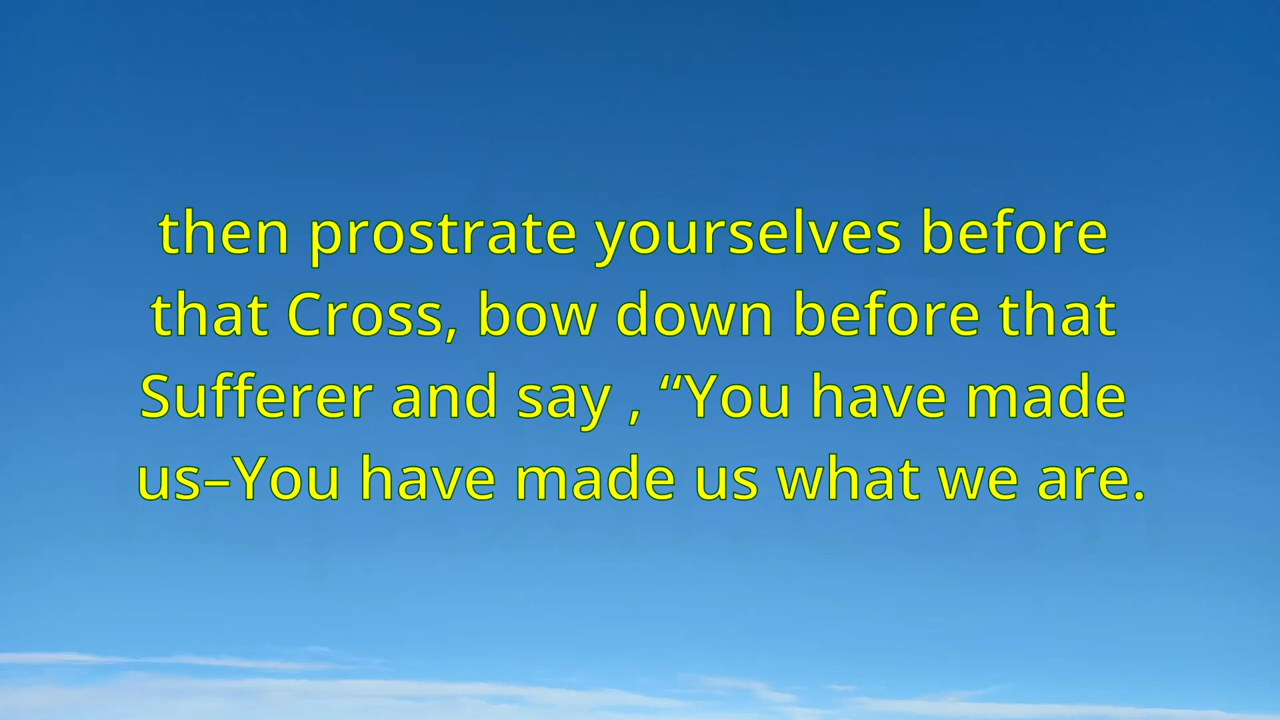 then prostrate yourselves before
that Cross, bow down before that
Sufferer and say , “You have made
us–You have made us what we are.